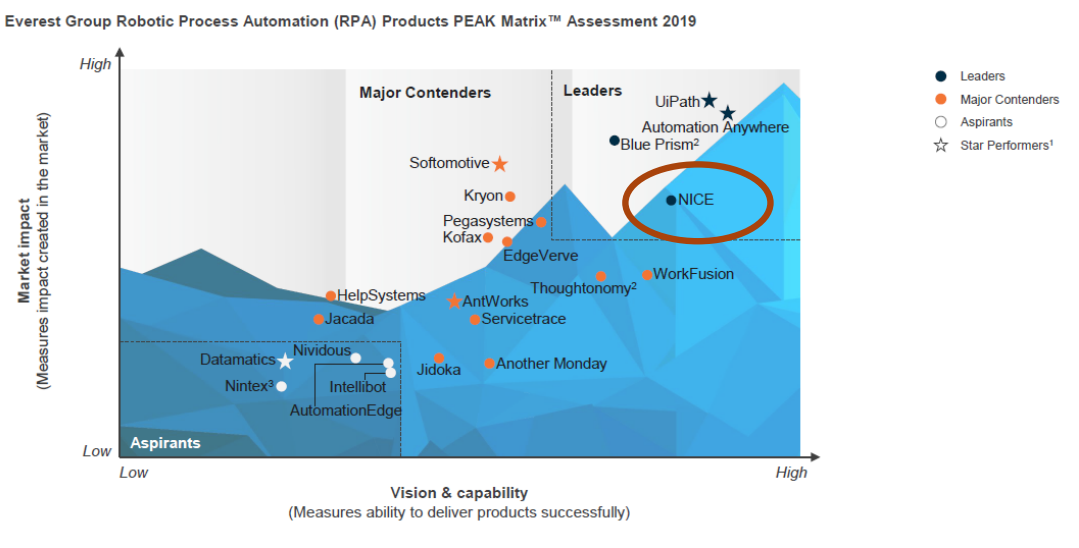 Everest Group Robotic Process Automation (RPA) Products PEAK Matrix™ Assessment 2019
High
Major Contenders
Leaders
UiPath
Automation Anywhere
Blue Prism²
Softomotive
Kryon
NICE
Pegasystems
Kofax
EdgeVerve
Thoughtonomy²
WorkFusion
HelpSystems
AntWorks
Jacada
Servicetrace
Datamatics
Nividous
Jidoka
Another Monday
Nintex³
Intellibot
AutomationEdge
Aspirants
Low
Low
High
Market impact
(Measures impact created in the market)
Vision & capability
(Measures ability to deliver products successfully)
Leaders
Major Contenders
Aspirants
Star Performers¹